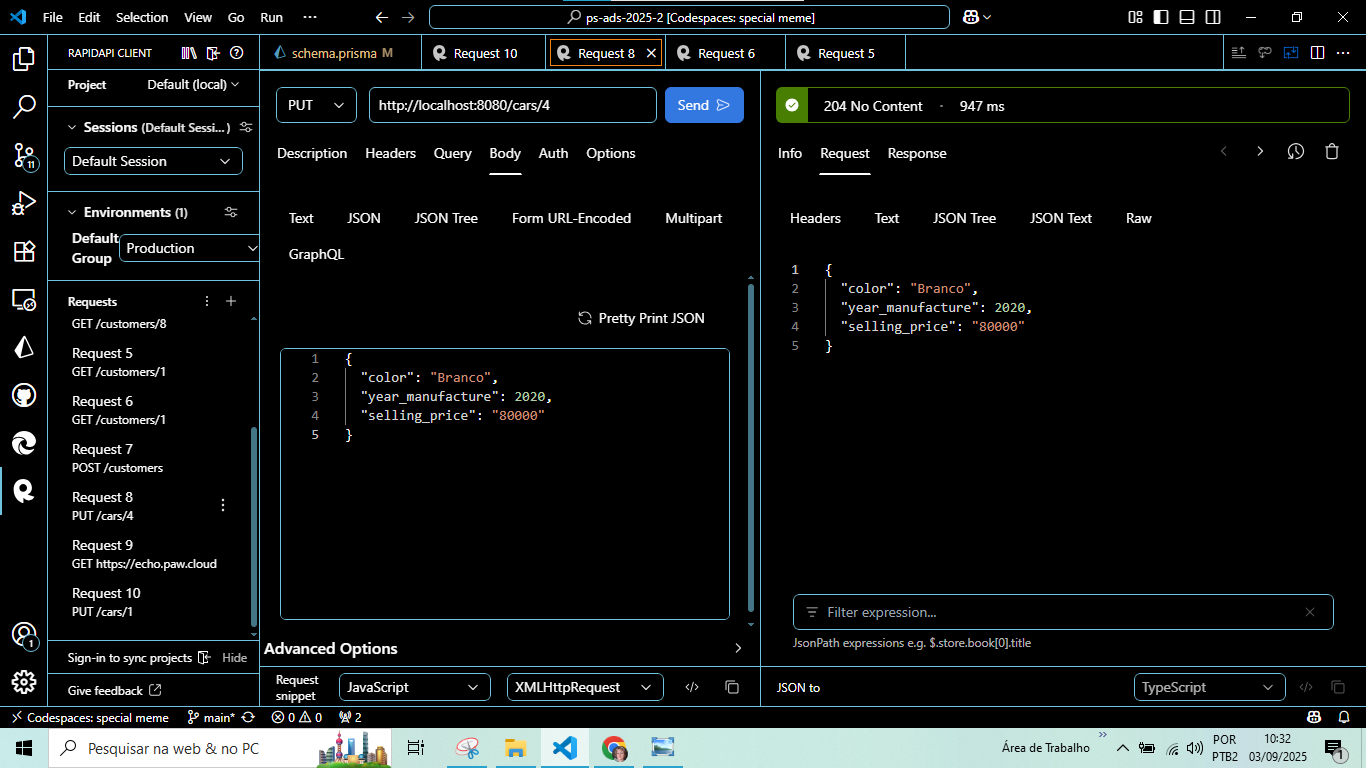 File Edit Selection View Go Run ··· ps-ads-2025-2 [Codespaces: special meme]
RAPIDAPI CLIENT
schema.prisma M Request 10 Request 8 Request 6 Request 5
Project Default (local)
Sessions (Default Sessi... )
Default Session
Environments (1)
Default Group Production
Requests
GET /customers/8
Request 5
GET /customers/1
Request 6
GET /customers/1
Request 7
POST /customers
Request 8
PUT /cars/4
Request 9
GET https://echo.paw.cloud
Request 10
PUT /cars/1
Sign-in to sync projects Hide
Give feedback
PUT http://localhost:8080/cars/4 Send
Description Headers Query Body Auth Options
Text JSON JSON Tree Form URL-Encoded Multipart
GraphQL
Pretty Print JSON
1 {
2 "color": "Branco",
3 "year_manufacture": 2020,
4 "selling_price": "80000"
5 }
Advanced Options
Request snippet JavaScript XMLHttpRequest
204 No Content · 947 ms
Info Request Response
Headers Text JSON Tree JSON Text Raw
1 {
2 "color": "Branco",
3 "year_manufacture": 2020,
4 "selling_price": "80000"
5 }
Filter expression...
JsonPath expressions e.g. $.store.book[0].title
JSON to TypeScript
11
1
Codespaces: special meme main* 0 0 2
Pesquisar na web & no PC
Área de Trabalho
POR
PTB2
10:32
03/09/2025
1